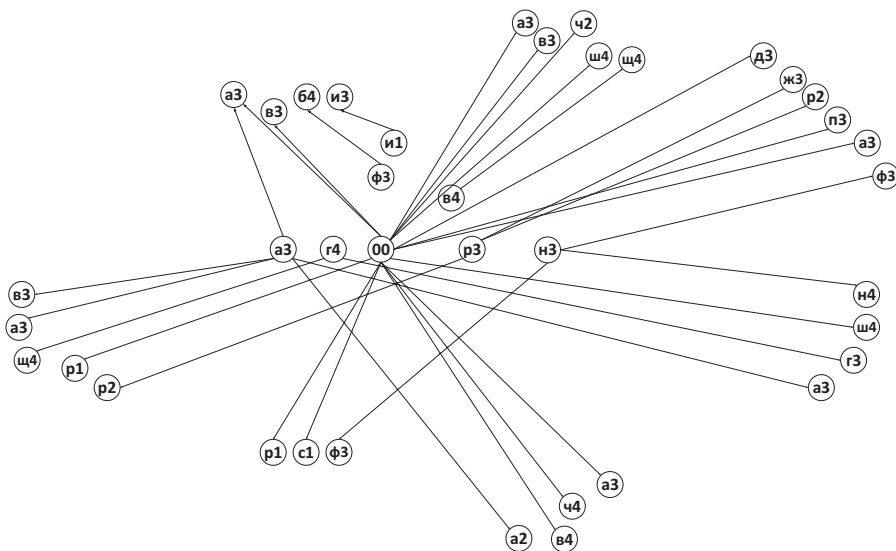 а3
в3
ч2
ш4
щ4
д3
ж3
р2
п3
а3
ф3
а3
в3
б4
и3
и1
ф3
в4
а3
г4
00
р3
н3
в3
а3
щ4
р1
р2
н4
ш4
г3
а3
р1
с1
ф3
а3
ч4
а2
в4